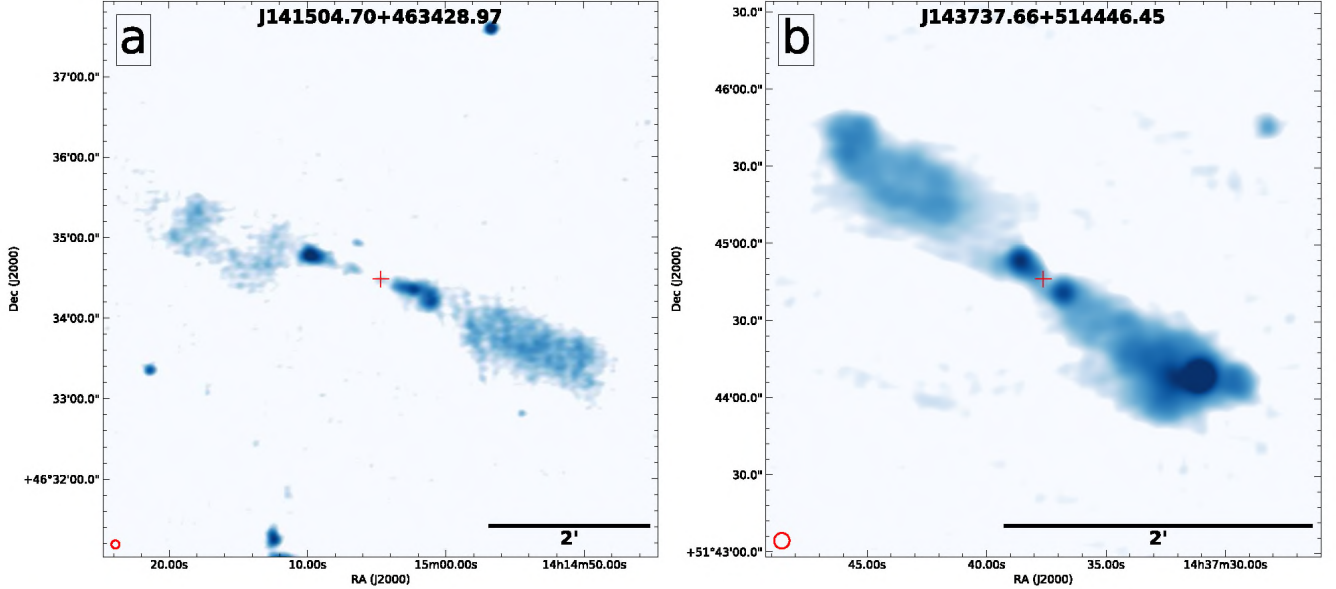 J141504.70+463428.97
a
37'00.0"
36'00.0"
35'00.0"
34'00.0"
33'00.0"
+46°32'00.0"
Dec (J2000)
2'
20.00s 10.00s 15m00.00s 14h14m50.00s
RA (J2000)
J143737.66+514446.45
b
30.0"
46'00.0"
30.0"
45'00.0"
30.0"
44'00.0"
30.0"
+51°43'00.0"
Dec (J2000)
2'
45.00s 40.00s 35.00s 14h37m30.00s
RA (J2000)